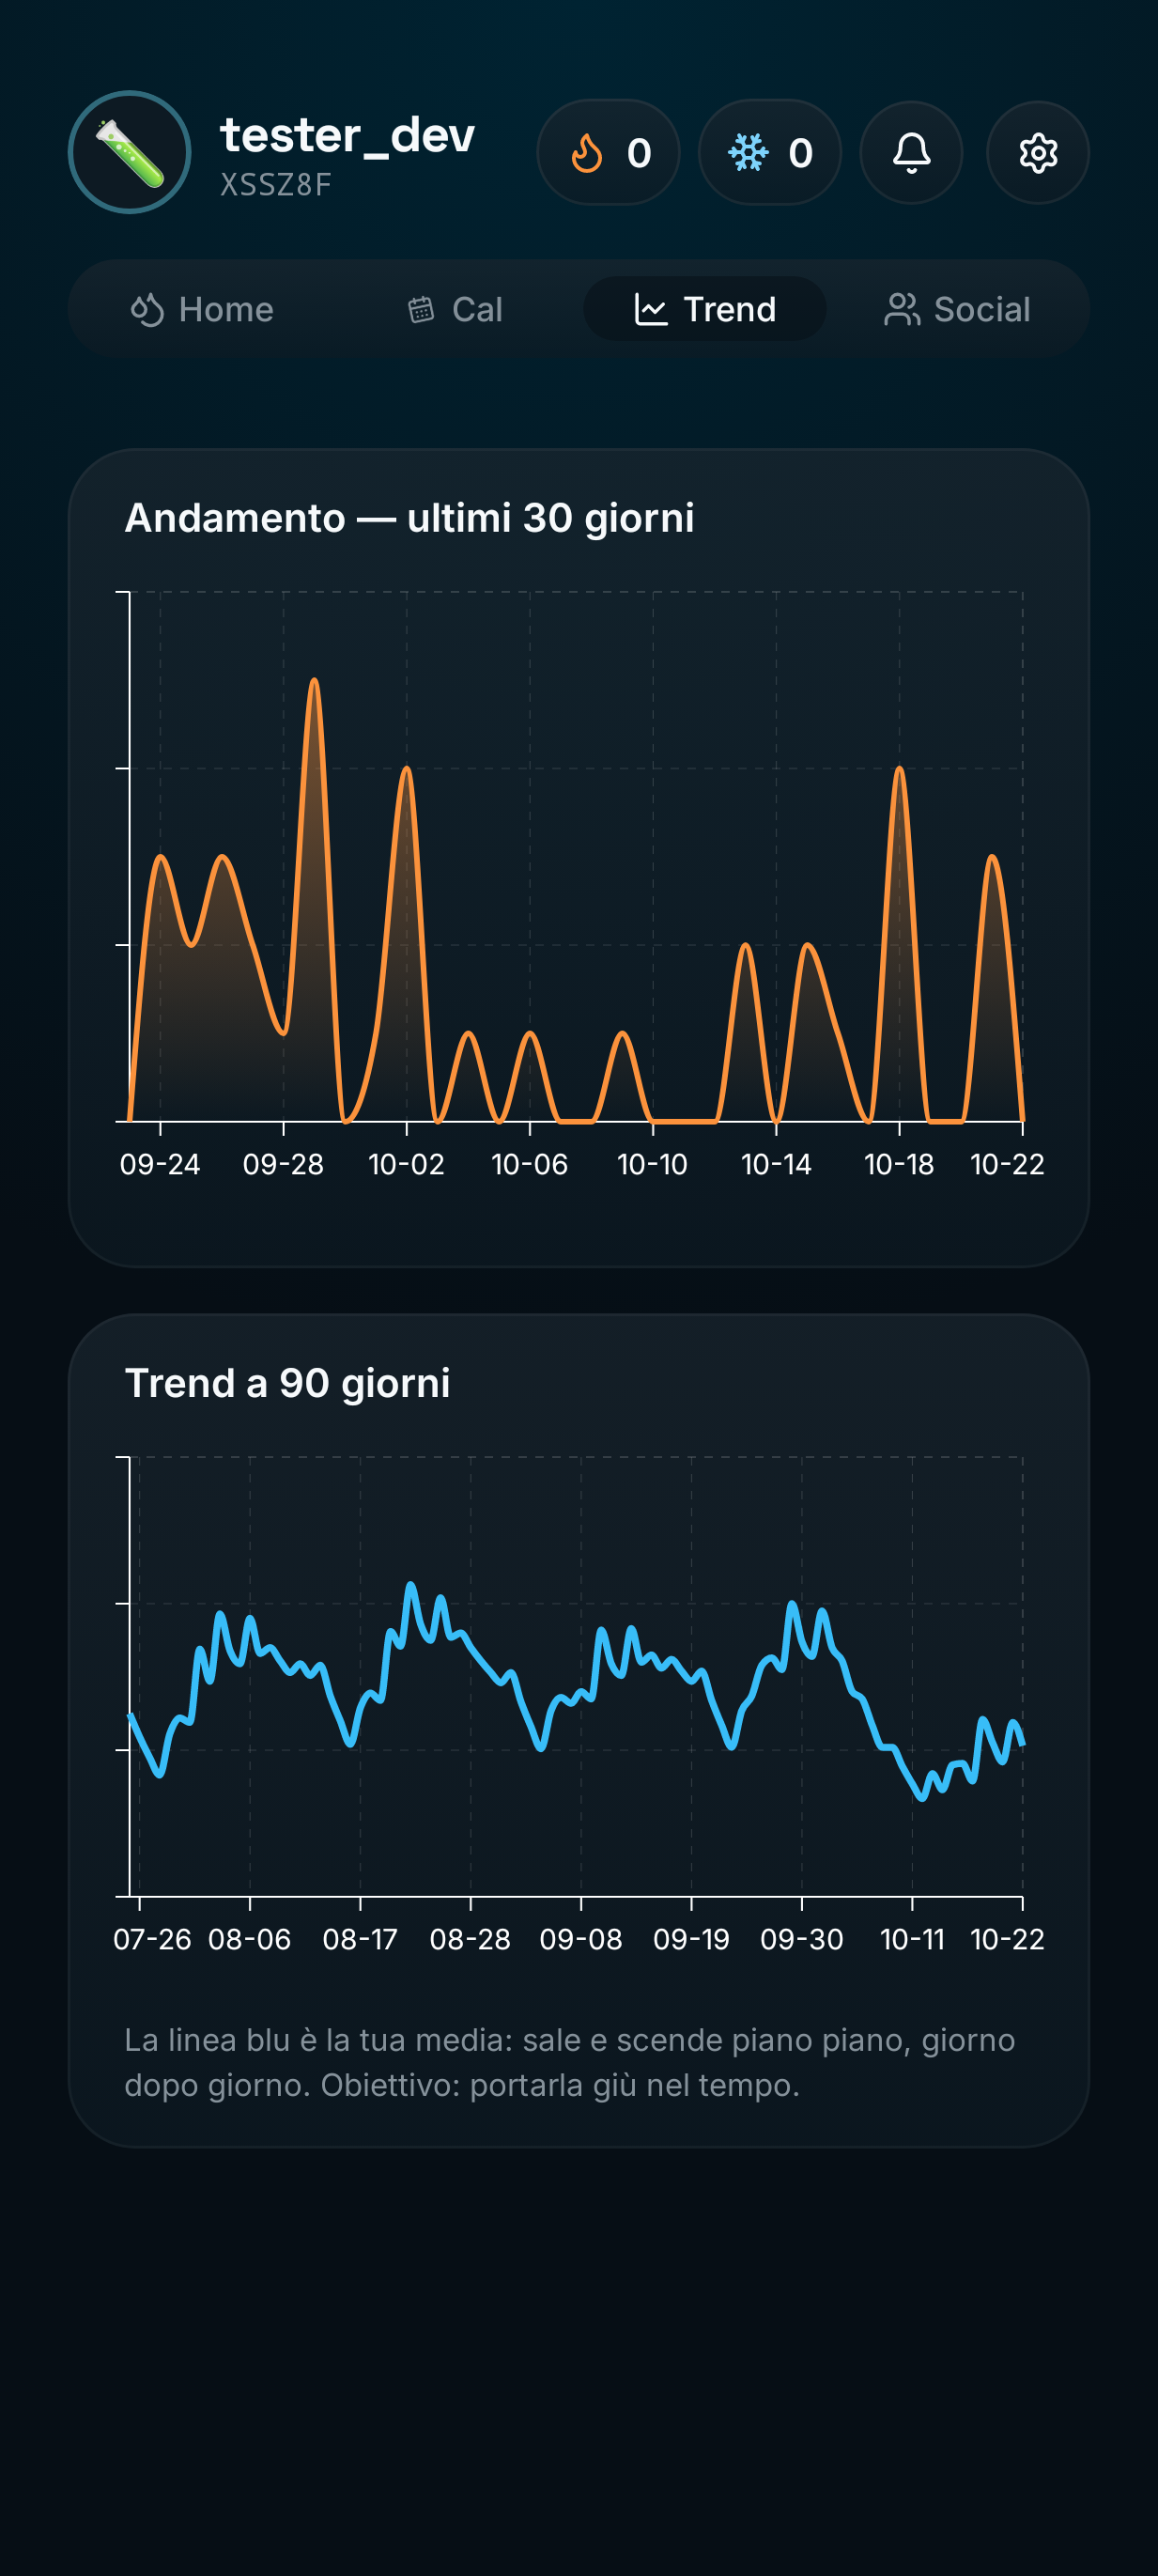 tester_dev
XSSZ8F
0
0
Home
Cal
Trend
Social
Andamento — ultimi 30 giorni
09-24 09-28 10-02 10-06 10-10 10-14 10-18 10-22
Trend a 90 giorni
07-26 08-06 08-17 08-28 09-08 09-19 09-30 10-11 10-22
La linea blu è la tua media: sale e scende piano piano, giorno
dopo giorno. Obiettivo: portarla giù nel tempo.